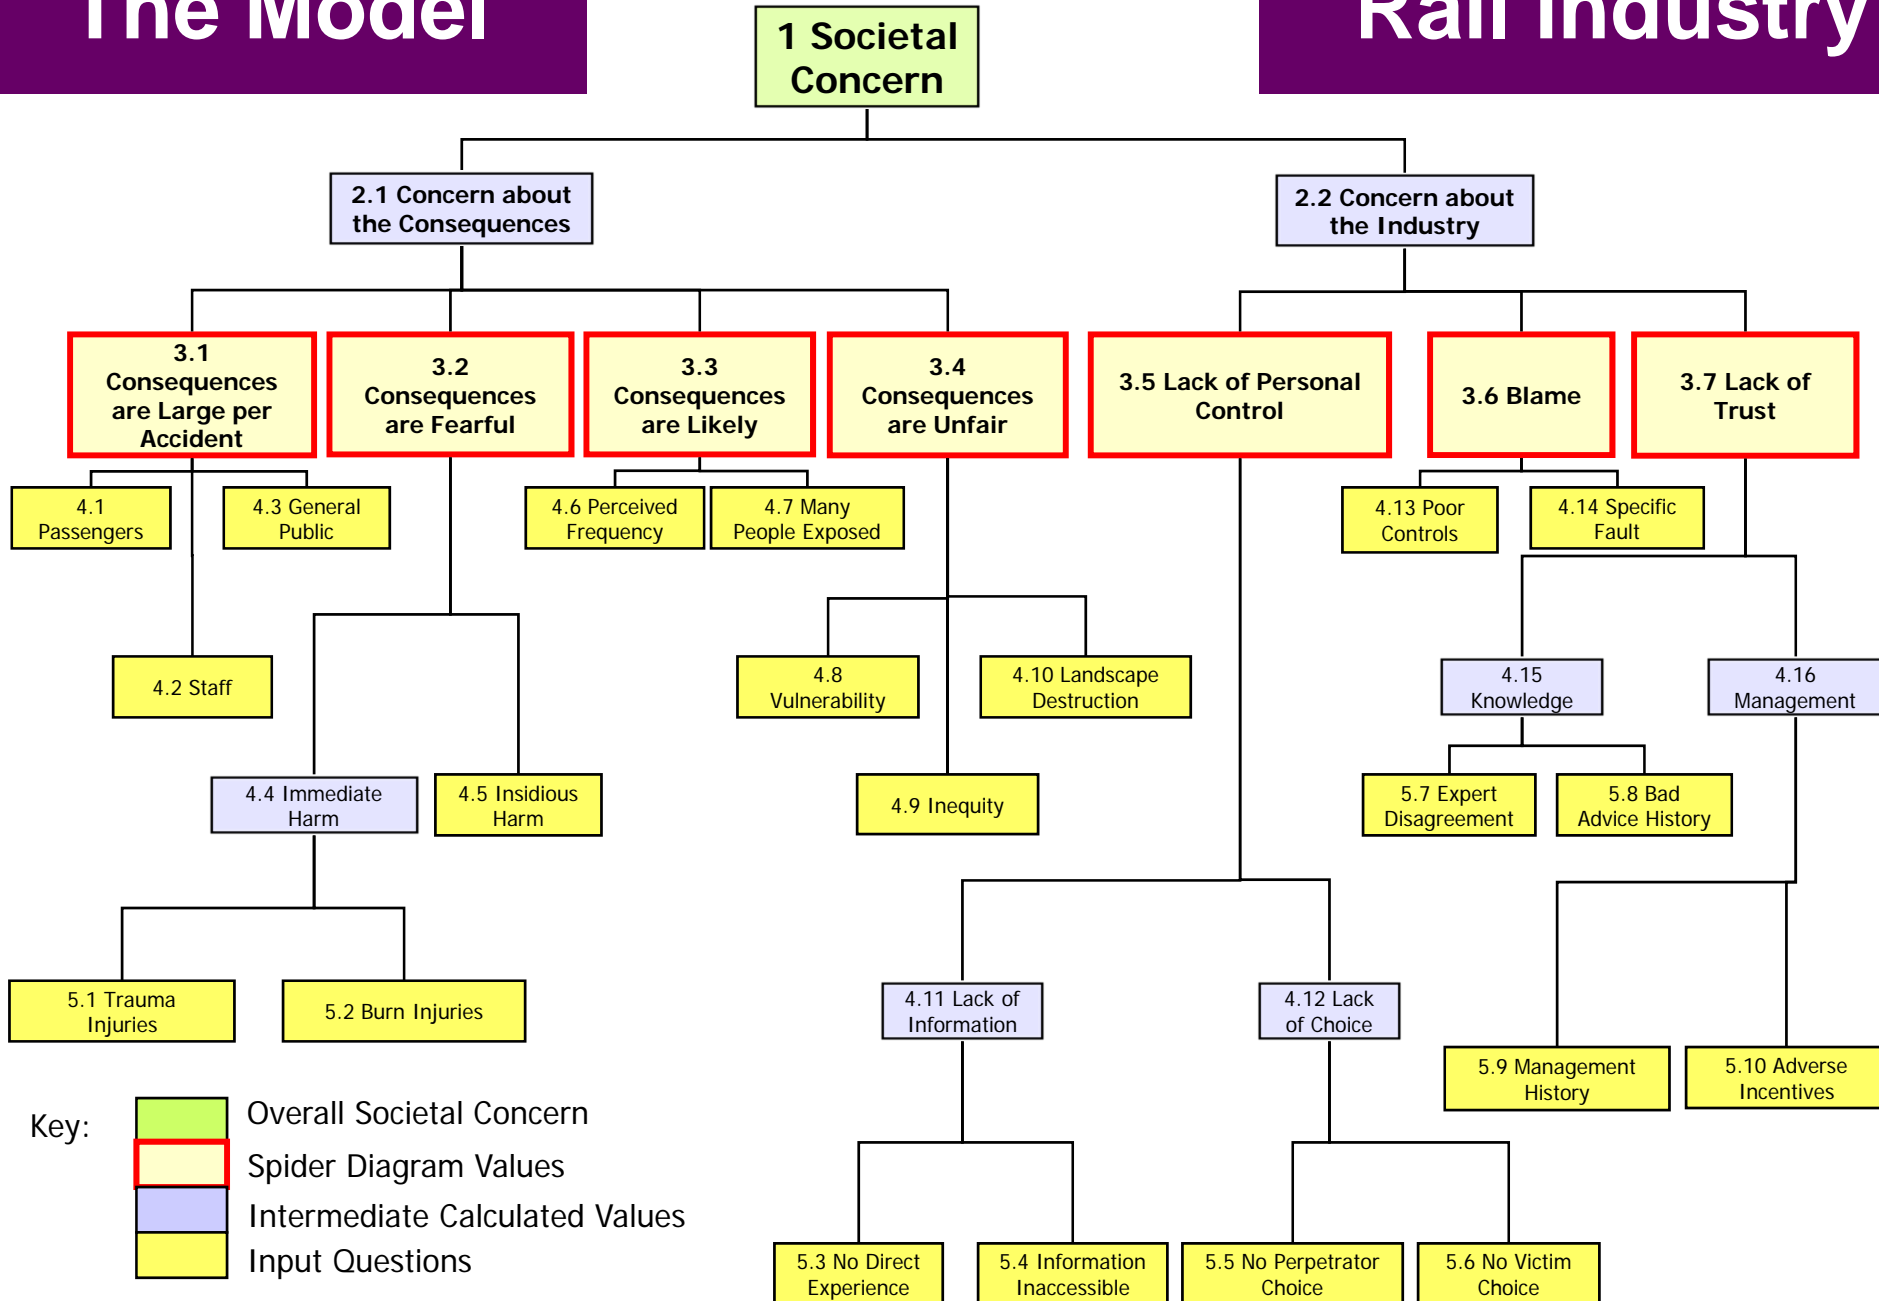 The Model
Rail Industry
1 Societal
Concern
2.1 Concern about
the Consequences
2.2 Concern about
the Industry
3.1
Consequences
are Large per
Accident
3.2
Consequences
are Fearful
3.3
Consequences
are Likely
3.4
Consequences
are Unfair
3.5 Lack of Personal
Control
3.6 Blame
3.7 Lack of
Trust
4.1
Passengers
4.3 General
Public
4.6 Perceived
Frequency
4.7 Many
People Exposed
4.13 Poor
Controls
4.14 Specific
Fault
4.2 Staff
4.8
Vulnerability
4.10 Landscape
Destruction
4.15
Knowledge
4.16
Management
4.4 Immediate
Harm
4.5 Insidious
Harm
4.9 Inequity
5.7 Expert
Disagreement
5.8 Bad
Advice History
5.1 Trauma
Injuries
5.2 Burn Injuries
4.11 Lack of
Information
4.12 Lack
of Choice
5.9 Management
History
5.10 Adverse
Incentives
Key:
Overall Societal Concern
Spider Diagram Values
Intermediate Calculated Values
Input Questions
5.3 No Direct
Experience
5.4 Information
Inaccessible
5.5 No Perpetrator
Choice
5.6 No Victim
Choice